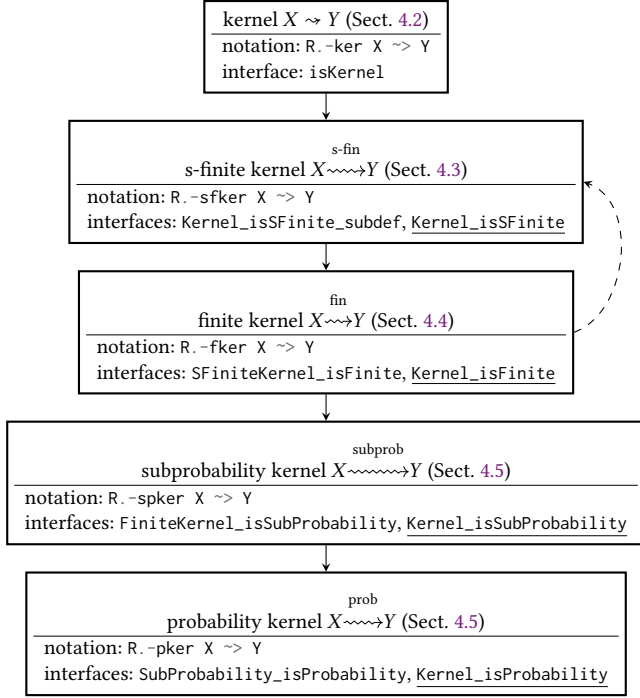 kernel X ⇝ Y (Sect. 4.2)
notation: R.-ker X ~> Y
interface: isKernel
s-fin
s-finite kernel X⇝Y (Sect. 4.3)
notation: R.-sfker X ~> Y
interfaces: Kernel_isSFinite_subdef, Kernel_isSFinite
fin
finite kernel X⇝Y (Sect. 4.4)
notation: R.-fker X ~> Y
interfaces: SFiniteKernel_isFinite, Kernel_isFinite
subprob
subprobability kernel X⇝Y (Sect. 4.5)
notation: R.-spker X ~> Y
interfaces: FiniteKernel_isSubProbability, Kernel_isSubProbability
prob
probability kernel X⇝Y (Sect. 4.5)
notation: R.-pker X ~> Y
interfaces: SubProbability_isProbability, Kernel_isProbability